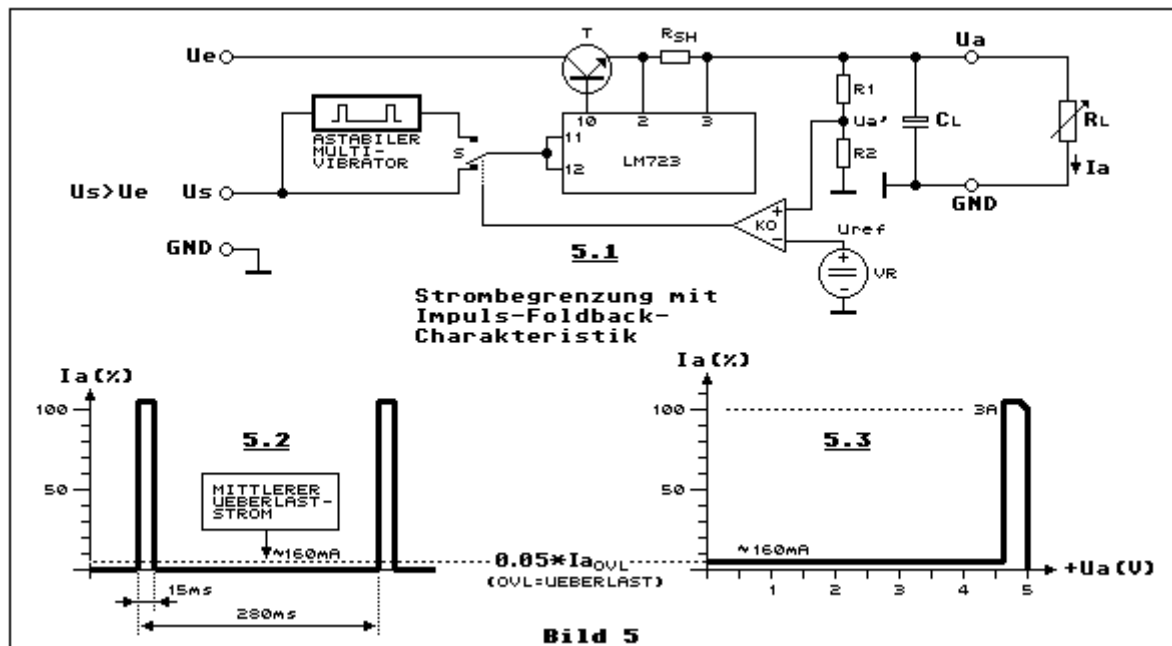 T
RSH
Ue
Ua
10
2
3
R1
11
12
LM723
Ua'
R2
CL
RL
Ia
ASTABILER
MULTI-
VIBRATOR
S
Us>Ue
Us
GND
GND
KO
+
-
Uref
+
-
VR
5.1
Strombegrenzung mit
Impuls-Foldback-
Charakteristik
Ia(%)
100
50
5.2
MITTLERER
UEBERLAST-
STROM
~160mA
15ms
280ms
0.05*IaOVL
(OVL=UEBERLAST)
Ia(%)
100
50
3A
5.3
~160mA
1
2
3
4
5
+Ua(V)
Bild 5